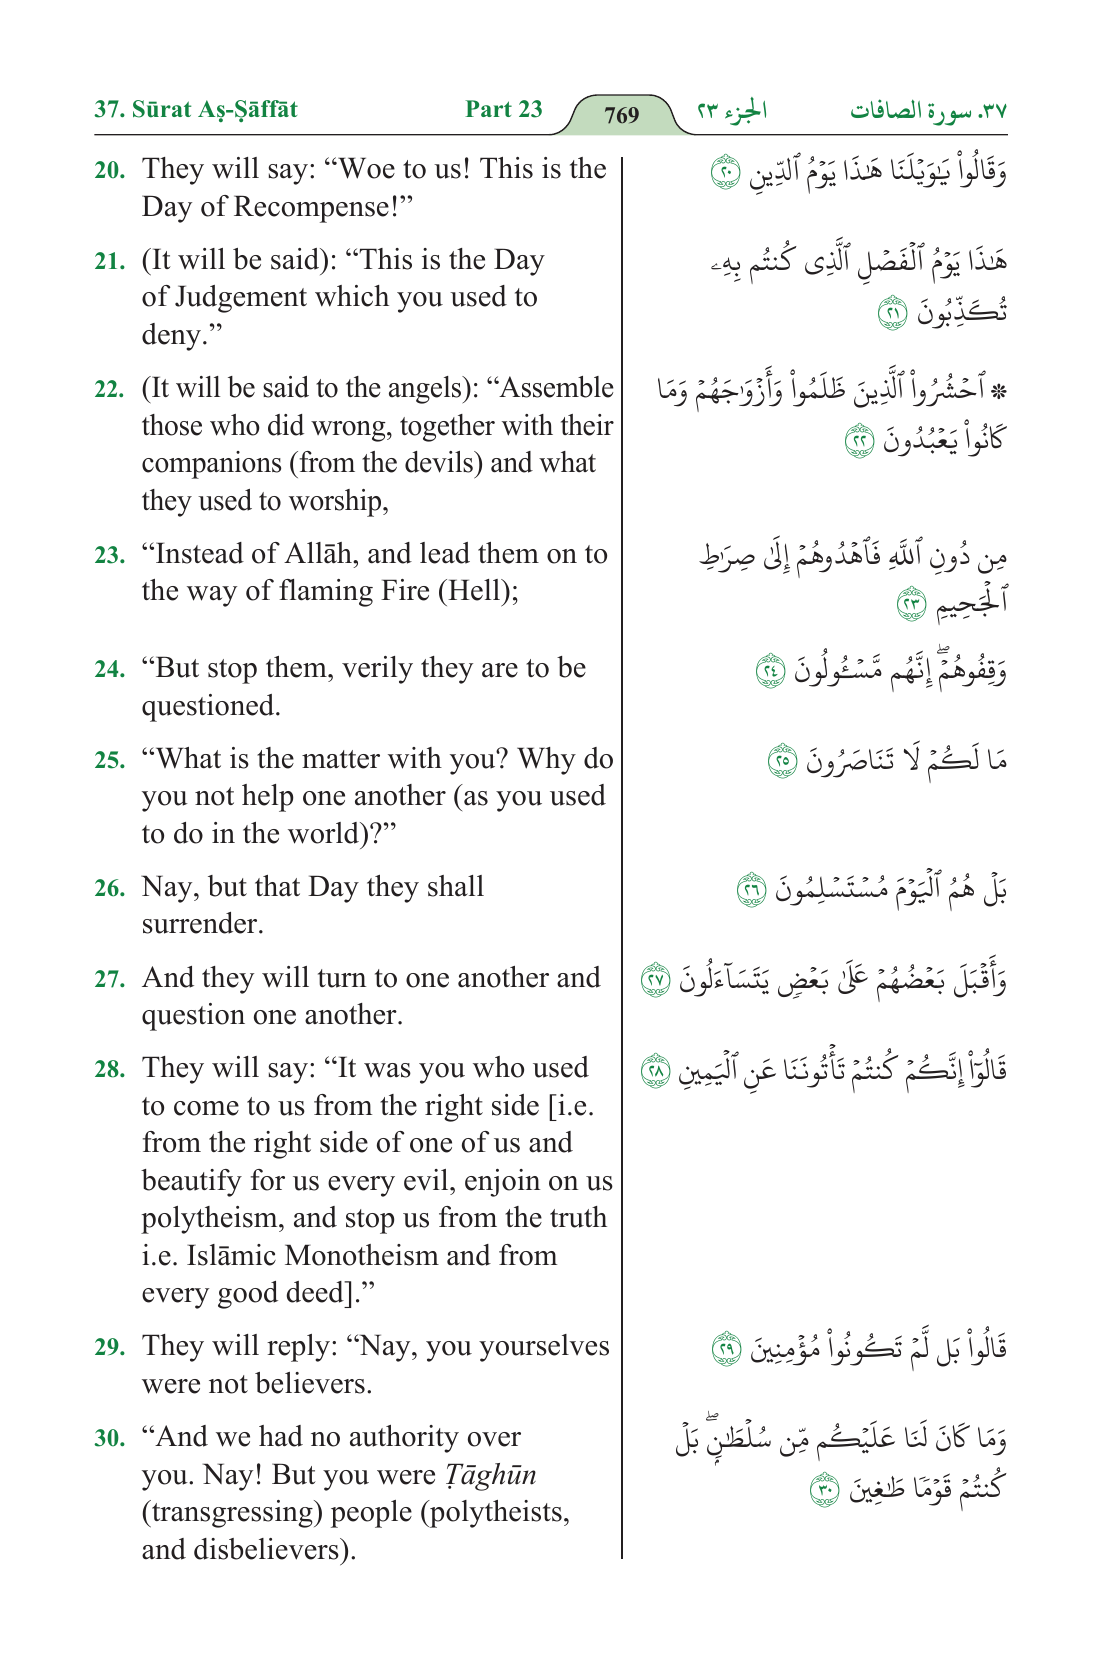 37. Sūrat Aṣ-Ṣāffāt Part 23 769 الجزء ٢٣ ٣٧. سورة الصافات
20. They will say: “Woe to us! This is the
Day of Recompense!”
وَقَالُوا۟ يَـٰوَيْلَنَا هَـٰذَا يَوْمُ ٱلدِّينِ ٢٠
21. (It will be said): “This is the Day
of Judgement which you used to
deny.”
هَـٰذَا يَوْمُ ٱلْفَصْلِ ٱلَّذِى كُنتُم بِهِۦ
تُكَذِّبُونَ ٢١
22. (It will be said to the angels): “Assemble
those who did wrong, together with their
companions (from the devils) and what
they used to worship,
۞ ٱحْشُرُوا۟ ٱلَّذِينَ ظَلَمُوا۟ وَأَزْوَٰجَهُمْ وَمَا
كَانُوا۟ يَعْبُدُونَ ٢٢
23. “Instead of Allāh, and lead them on to
the way of flaming Fire (Hell);
مِن دُونِ ٱللَّهِ فَٱهْدُوهُمْ إِلَىٰ صِرَٰطِ
ٱلْجَحِيمِ ٢٣
24. “But stop them, verily they are to be
questioned.
وَقِفُوهُمْ ۖ إِنَّهُم مَّسْـُٔولُونَ ٢٤
25. “What is the matter with you? Why do
you not help one another (as you used
to do in the world)?”
مَا لَكُمْ لَا تَنَاصَرُونَ ٢٥
26. Nay, but that Day they shall
surrender.
بَلْ هُمُ ٱلْيَوْمَ مُسْتَسْلِمُونَ ٢٦
27. And they will turn to one another and
question one another.
وَأَقْبَلَ بَعْضُهُمْ عَلَىٰ بَعْضٍ يَتَسَآءَلُونَ ٢٧
28. They will say: “It was you who used
to come to us from the right side [i.e.
from the right side of one of us and
beautify for us every evil, enjoin on us
polytheism, and stop us from the truth
i.e. Islāmic Monotheism and from
every good deed].”
قَالُوٓا۟ إِنَّكُمْ كُنتُمْ تَأْتُونَنَا عَنِ ٱلْيَمِينِ ٢٨
29. They will reply: “Nay, you yourselves
were not believers.
قَالُوا۟ بَل لَّمْ تَكُونُوا۟ مُؤْمِنِينَ ٢٩
30. “And we had no authority over
you. Nay! But you were Ṭāghūn
(transgressing) people (polytheists,
and disbelievers).
وَمَا كَانَ لَنَا عَلَيْكُم مِّن سُلْطَـٰنٍۭ ۖ بَلْ
كُنتُمْ قَوْمًا طَـٰغِينَ ٣٠